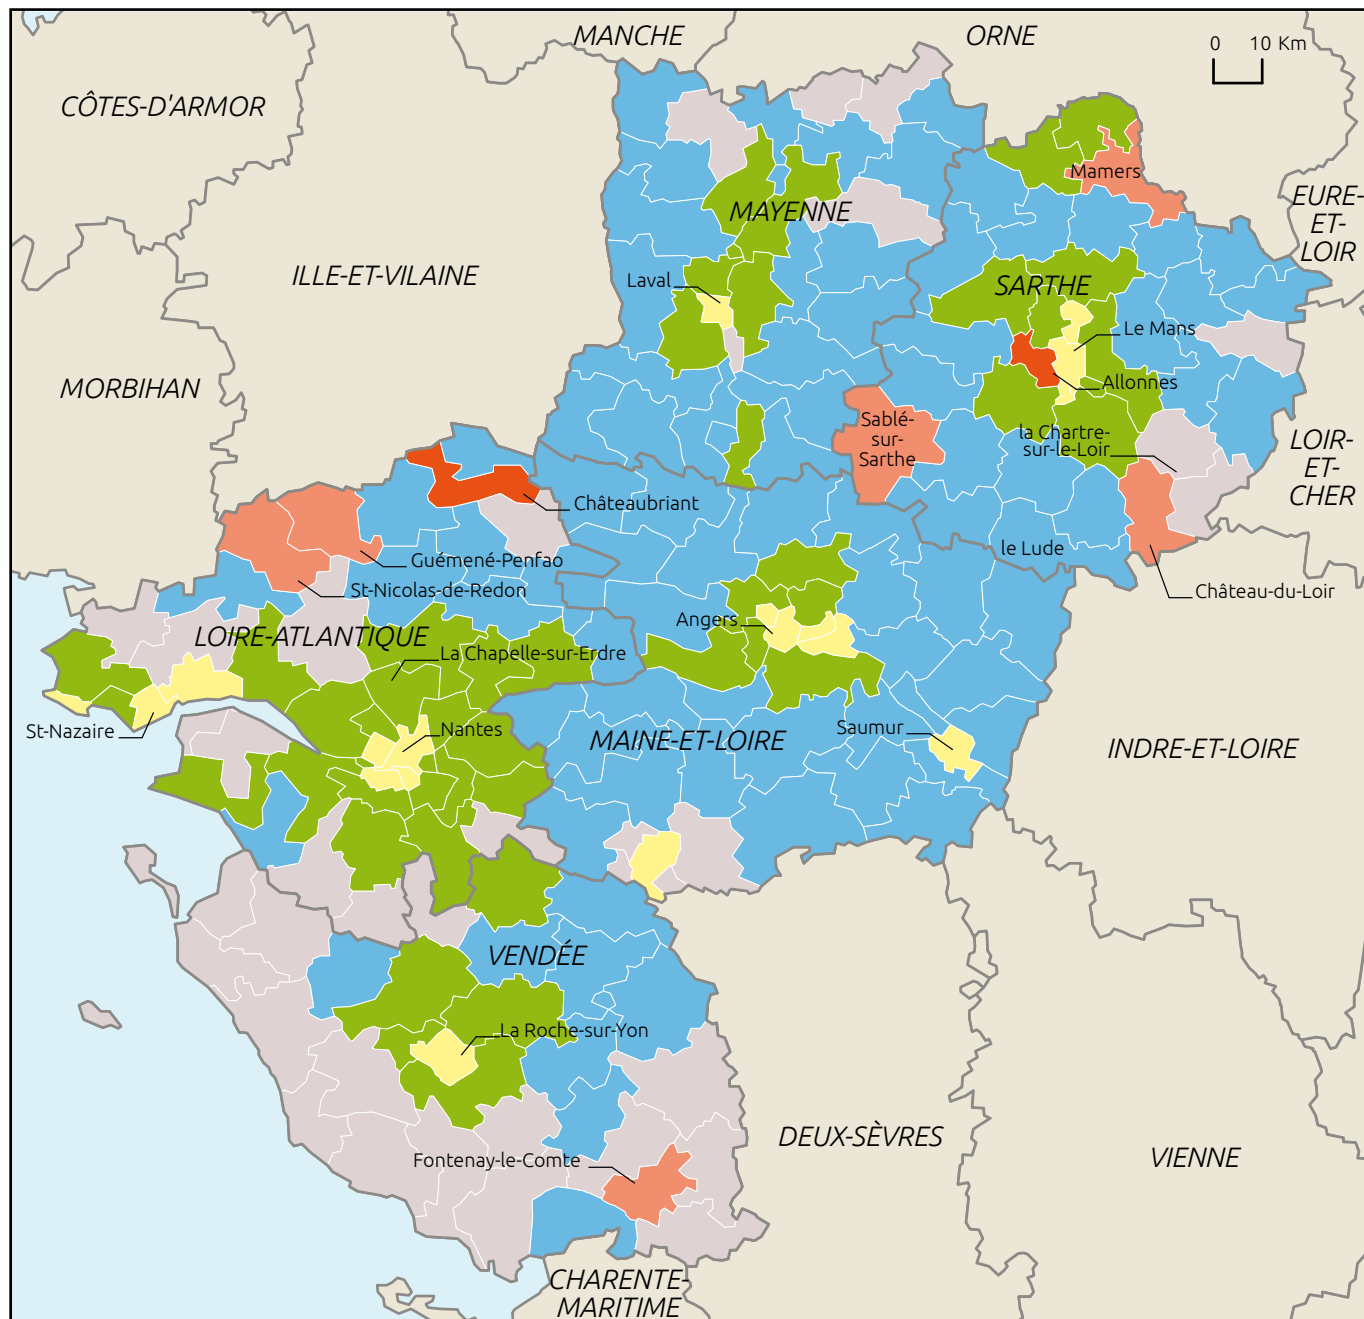 MANCHE
ORNE
0 10 Km
CÔTES-D'ARMOR
Mamers
EURE-
ET-
LOIR
MAYENNE
ILLE-ET-VILAINE
Laval
SARTHE
Le Mans
MORBIHAN
Allonnes
Sablé-
sur-
Sarthe
la Chartre-
sur-le-Loir
LOIR-
ET-
CHER
Châteaubriant
Guémené-Penfao
le Lude
St-Nicolas-de-Redon
Château-du-Loir
Angers
LOIRE-ATLANTIQUE
La Chapelle-sur-Erdre
St-Nazaire
Nantes
MAINE-ET-LOIRE
Saumur
INDRE-ET-LOIRE
VENDÉE
La Roche-sur-Yon
DEUX-SÈVRES
VIENNE
Fontenay-le-Comte
CHARENTE-
MARITIME